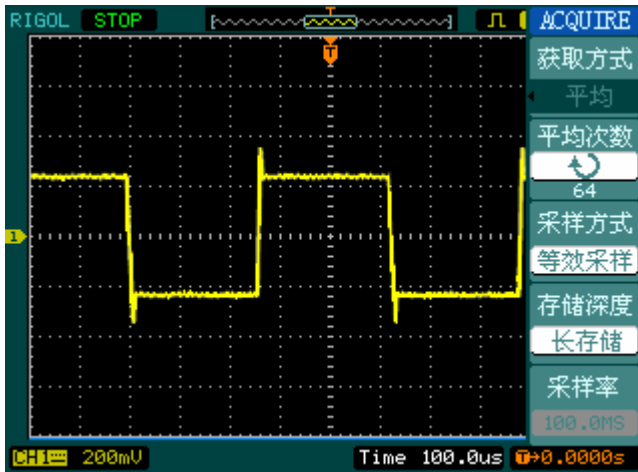 RIGOL STOP ACQUIRE
T
获取方式
平均
平均次数
64
采样方式
等效采样
存储深度
长存储
采样率
100.0MS
1
CH1 200mV Time 100.0us T→0.0000s